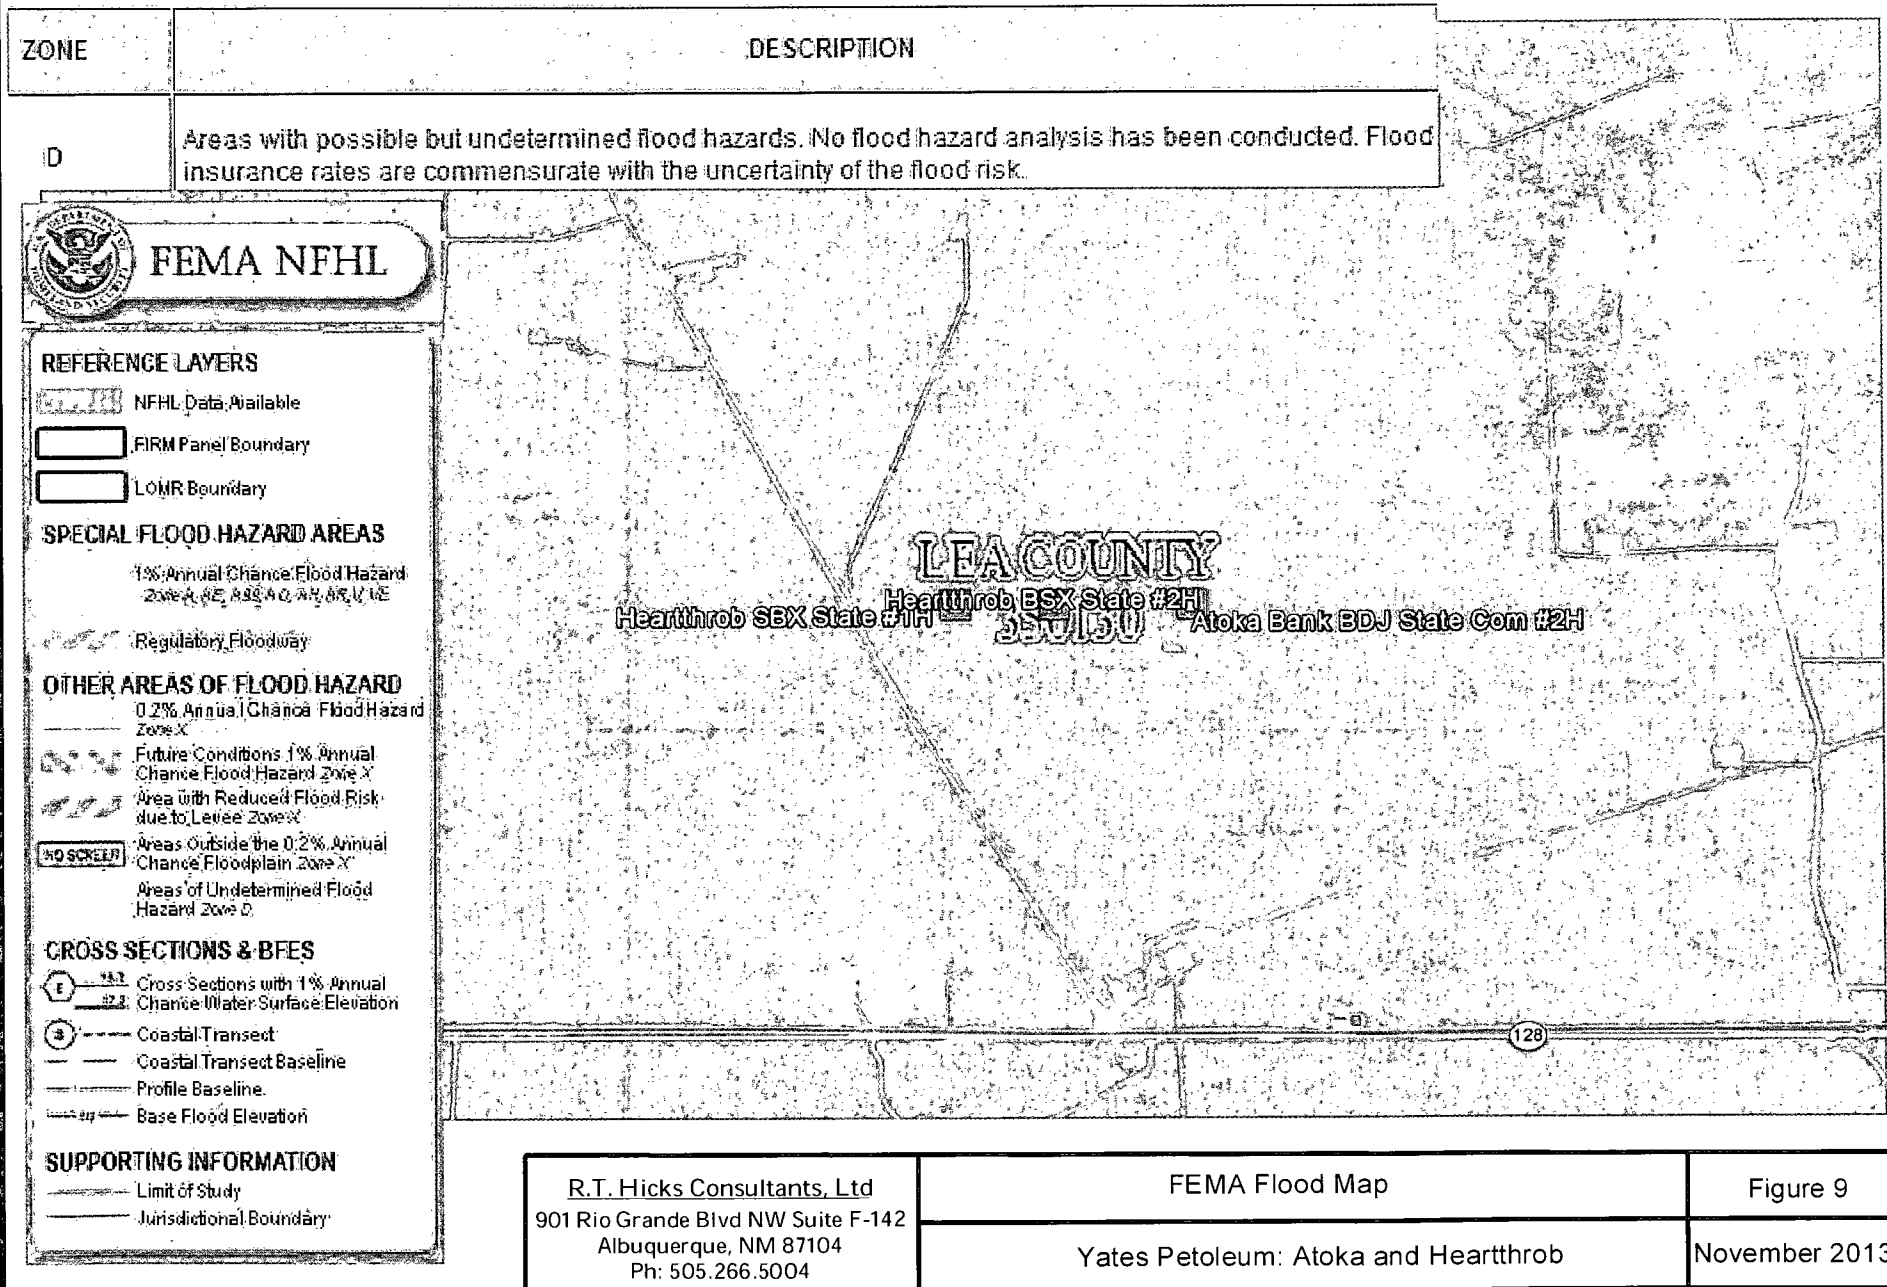 ZONE
DESCRIPTION
D
Areas with possible but undetermined flood hazards. No flood hazard analysis has been conducted. Flood
insurance rates are commensurate with the uncertainty of the flood risk.
FEMA NFHL
REFERENCE LAYERS
NFHL Data Available
FIRM Panel Boundary
LOMR Boundary
SPECIAL FLOOD HAZARD AREAS
1% Annual Chance Flood Hazard
Regulatory Floodway
OTHER AREAS OF FLOOD HAZARD
0.2% Annual Chance Flood Hazard
Zone X
Future Conditions 1% Annual
Chance Flood Hazard Zone X
Area with Reduced Flood Risk
due to Levee Zone X
NO SCREEN
Areas Outside the 0.2% Annual
Chance Floodplain Zone X
Areas of Undetermined Flood
Hazard Zone D
CROSS SECTIONS & BFES
E
Cross Sections with 1% Annual
Chance Water Surface Elevation
Coastal Transect
Coastal Transect Baseline
Profile Baseline
Base Flood Elevation
SUPPORTING INFORMATION
Limit of Study
Jurisdictional Boundary
LEA COUNTY
Heartthrob SBX State #1H
Heartthrob BSX State #2H
Atoka Bank BDJ State Com #2H
128
R.T. Hicks Consultants, Ltd
901 Rio Grande Blvd NW Suite F-142
Albuquerque, NM 87104
Ph: 505.266.5004
FEMA Flood Map
Yates Petoleum: Atoka and Heartthrob
Figure 9
November 2013